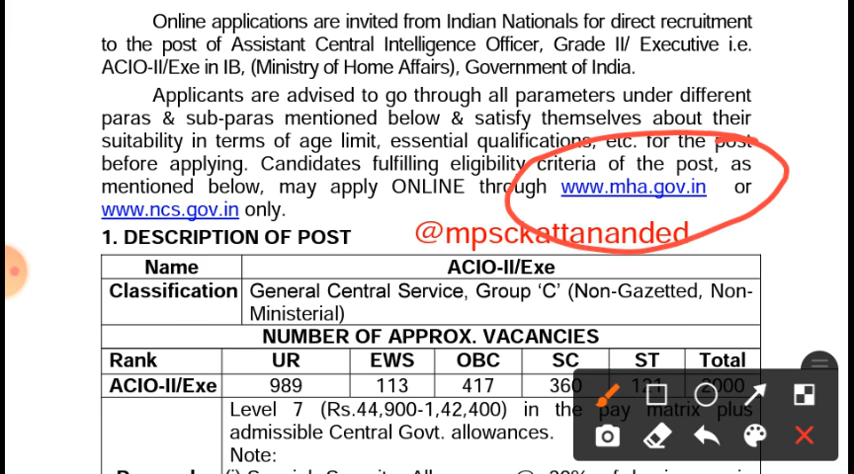 Online applications are invited from Indian Nationals for direct recruitment
to the post of Assistant Central Intelligence Officer, Grade II/ Executive i.e.
ACIO-II/Exe in IB, (Ministry of Home Affairs), Government of India.
Applicants are advised to go through all parameters under different
paras & sub-paras mentioned below & satisfy themselves about their
suitability in terms of age limit, essential qualifications, etc. for the post
before applying. Candidates fulfilling eligibility criteria of the post, as
mentioned below, may apply ONLINE through www.mha.gov.in or
www.ncs.gov.in only.
1. DESCRIPTION OF POST @mpsckattananded
Name ACIO-II/Exe
Classification General Central Service, Group ‘C’ (Non-Gazetted, Non-
Ministerial)
NUMBER OF APPROX. VACANCIES
Rank UR EWS OBC SC ST Total
ACIO-II/Exe 989 113 417 360 121 2000
Level 7 (Rs.44,900-1,42,400) in the pay matrix plus
admissible Central Govt. allowances.
Note: